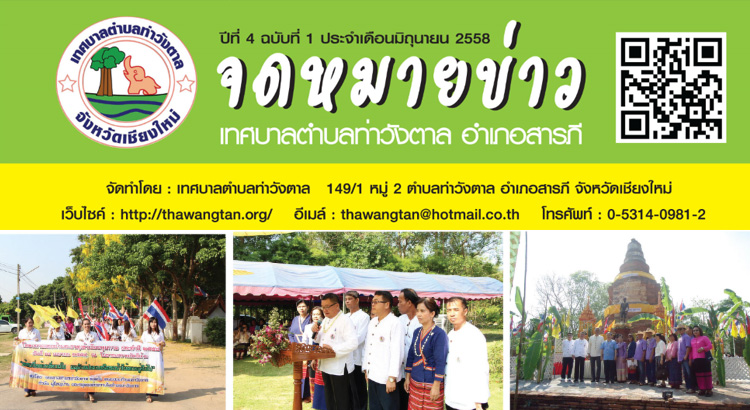 เทศบาลตำบลท่าวังตาล
จังหวัดเชียงใหม่
ปีที่ 4 ฉบับที่ 1 ประจำเดือนมิถุนายน 2558
จดหมายข่าว
เทศบาลตำบลท่าวังตาล อำเภอสารภี
จัดทำโดย : เทศบาลตำบลท่าวังตาล 149/1 หมู่ 2 ตำบลท่าวังตาล อำเภอสารภี จังหวัดเชียงใหม่
เว็บไซค์ : http://thawangtan.org/ อีเมล์ : thawangtan@hotmail.co.th โทรศัพท์ : 0-5314-0981-2